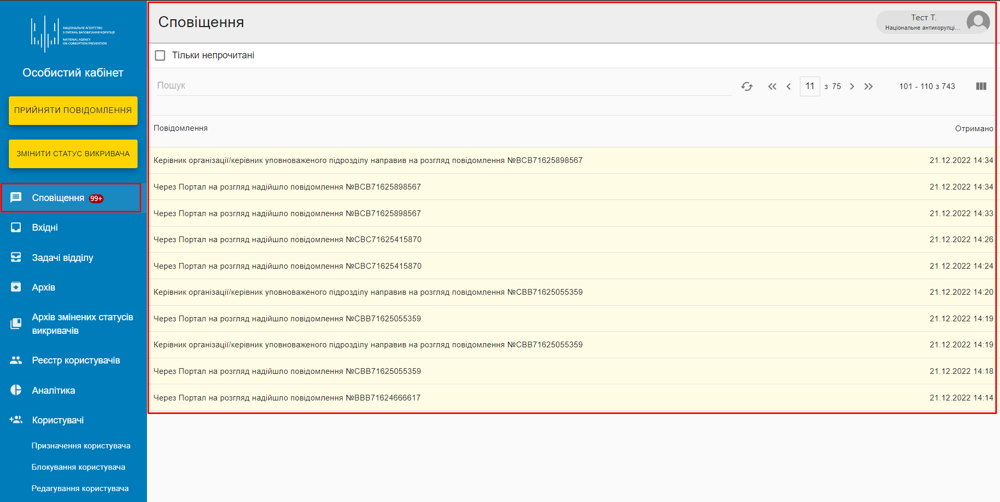 НАЦІОНАЛЬНЕ АГЕНТСТВО
З ПИТАНЬ ЗАПОБІГАННЯ КОРУПЦІЇ
NATIONAL AGENCY
ON CORRUPTION PREVENTION
Особистий кабінет
ПРИЙНЯТИ ПОВІДОМЛЕННЯ
ЗМІНИТИ СТАТУС ВИКРИВАЧА
Сповіщення 99+
Вхідні
Задачі відділу
Архів
Архів змінених статусів
викривачів
Реєстр користувачів
Аналітика
Користувачі
Призначення користувача
Блокування користувача
Редагування користувача
Сповіщення
Тест Т.
Національне антикорупці...
Тільки непрочитані
Пошук
11 з 75
101 - 110 з 743
Повідомлення Отримано
Керівник організації/керівник уповноваженого підрозділу направив на розгляд повідомлення №BCB71625898567 21.12.2022 14:34
Через Портал на розгляд надійшло повідомлення №BCB71625898567 21.12.2022 14:34
Через Портал на розгляд надійшло повідомлення №BCB71625898567 21.12.2022 14:33
Через Портал на розгляд надійшло повідомлення №CBC71625415870 21.12.2022 14:26
Через Портал на розгляд надійшло повідомлення №CBC71625415870 21.12.2022 14:24
Керівник організації/керівник уповноваженого підрозділу направив на розгляд повідомлення №CBB71625055359 21.12.2022 14:20
Через Портал на розгляд надійшло повідомлення №CBB71625055359 21.12.2022 14:19
Керівник організації/керівник уповноваженого підрозділу направив на розгляд повідомлення №CBB71625055359 21.12.2022 14:19
Через Портал на розгляд надійшло повідомлення №CBB71625055359 21.12.2022 14:18
Через Портал на розгляд надійшло повідомлення №BBB71624666617 21.12.2022 14:14